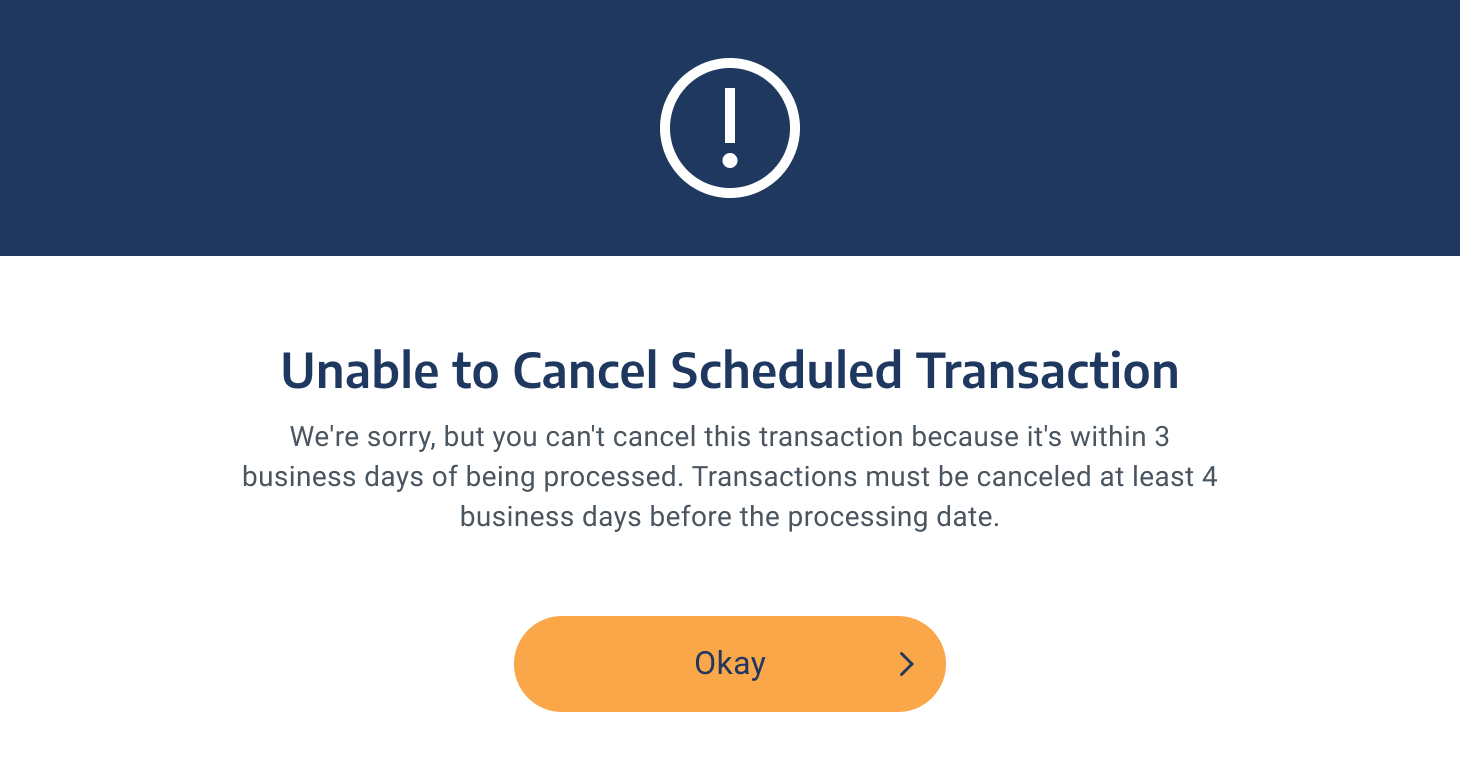 Unable to Cancel Scheduled Transaction
We're sorry, but you can't cancel this transaction because it's within 3
business days of being processed. Transactions must be canceled at least 4
business days before the processing date.
Okay